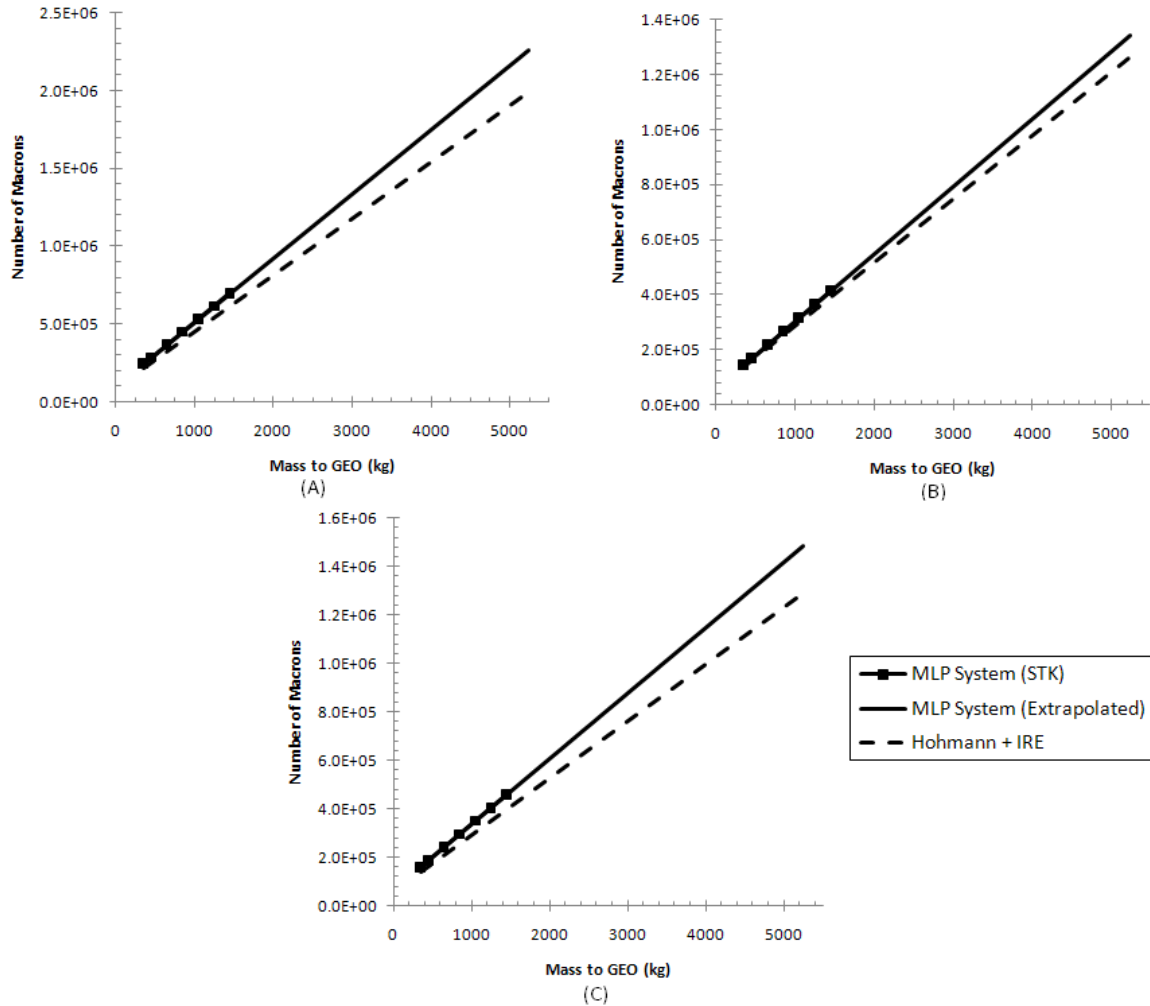 2.5E+06
2.0E+06
1.5E+06
1.0E+06
5.0E+05
0.0E+00
Number of Macrons
0 1000 2000 3000 4000 5000
Mass to GEO (kg)
(A)
1.4E+06
1.2E+06
1.0E+06
8.0E+05
6.0E+05
4.0E+05
2.0E+05
0.0E+00
Number of Macrons
0 1000 2000 3000 4000 5000
Mass to GEO (kg)
(B)
1.6E+06
1.4E+06
1.2E+06
1.0E+06
8.0E+05
6.0E+05
4.0E+05
2.0E+05
0.0E+00
Number of Macrons
0 1000 2000 3000 4000 5000
Mass to GEO (kg)
(C)
MLP System (STK)
MLP System (Extrapolated)
Hohmann + IRE